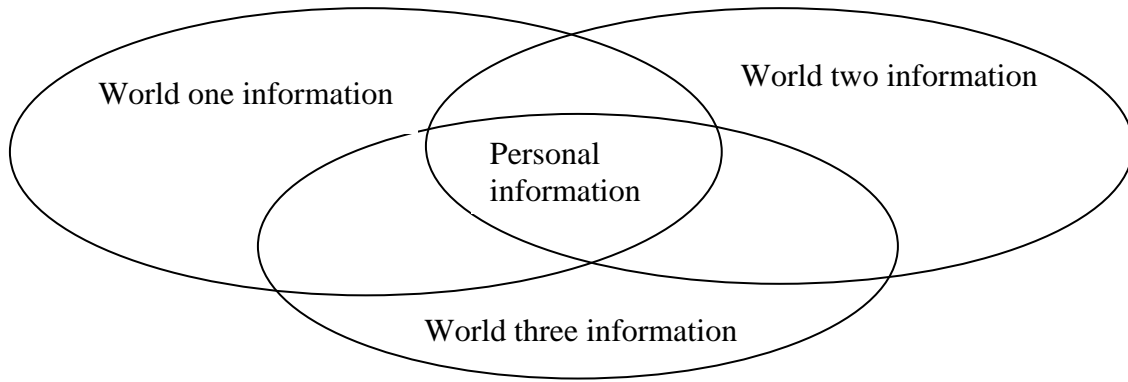 World one information
World two information
Personal
information
World three information